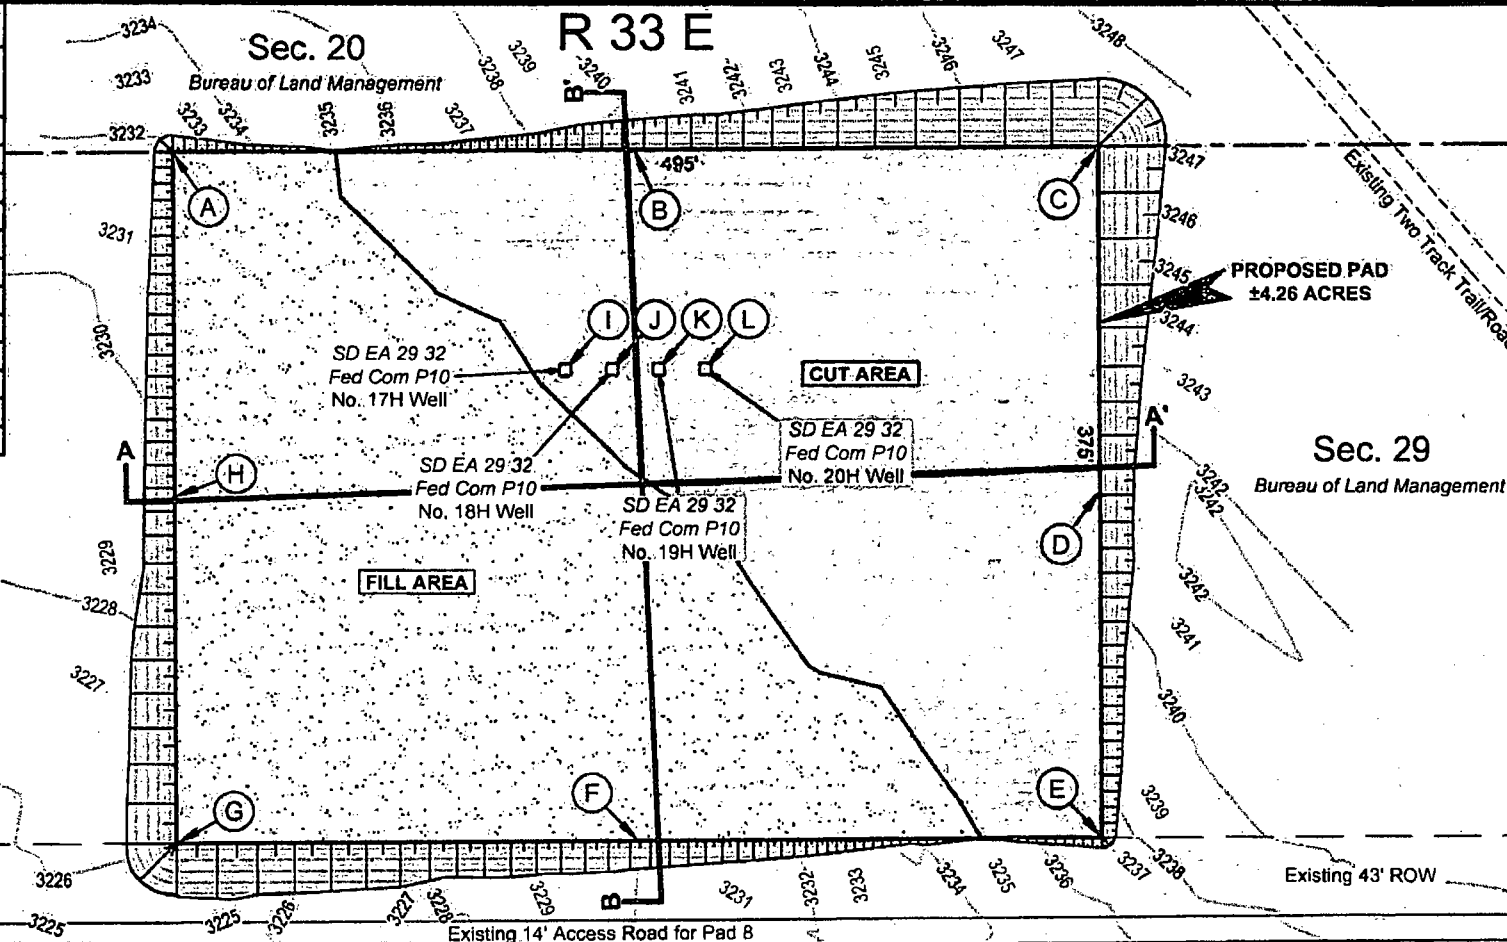 R 33 E
Sec. 20
Bureau of Land Management
3234
3233
3232
3233
3234
3235
3236
3237
3238
3239
3240
3241
3242
3243
3244
3245
3246
3247
3248
B'
495'
A
B
C
3247
3246
3245
3244
3243
Existing Two Track Trail/Road
PROPOSED PAD
±4.26 ACRES
3231
3230
I
J
K
L
SD EA 29 32
Fed Com P10
No. 17H Well
CUT AREA
A
H
SD EA 29 32
Fed Com P10
No. 18H Well
SD EA 29 32
Fed Com P10
No. 19H Well
SD EA 29 32
Fed Com P10
No. 20H Well
375'
A'
D
Sec. 29
Bureau of Land Management
3242
3242
3242
3241
3240
3239
3238
3237
3229
3228
3227
FILL AREA
G
F
E
3226
3225
3225
3226
3227
3228
3229
B
3231
3232
3233
3234
3235
3236
Existing 43' ROW
Existing 14' Access Road for Pad 8